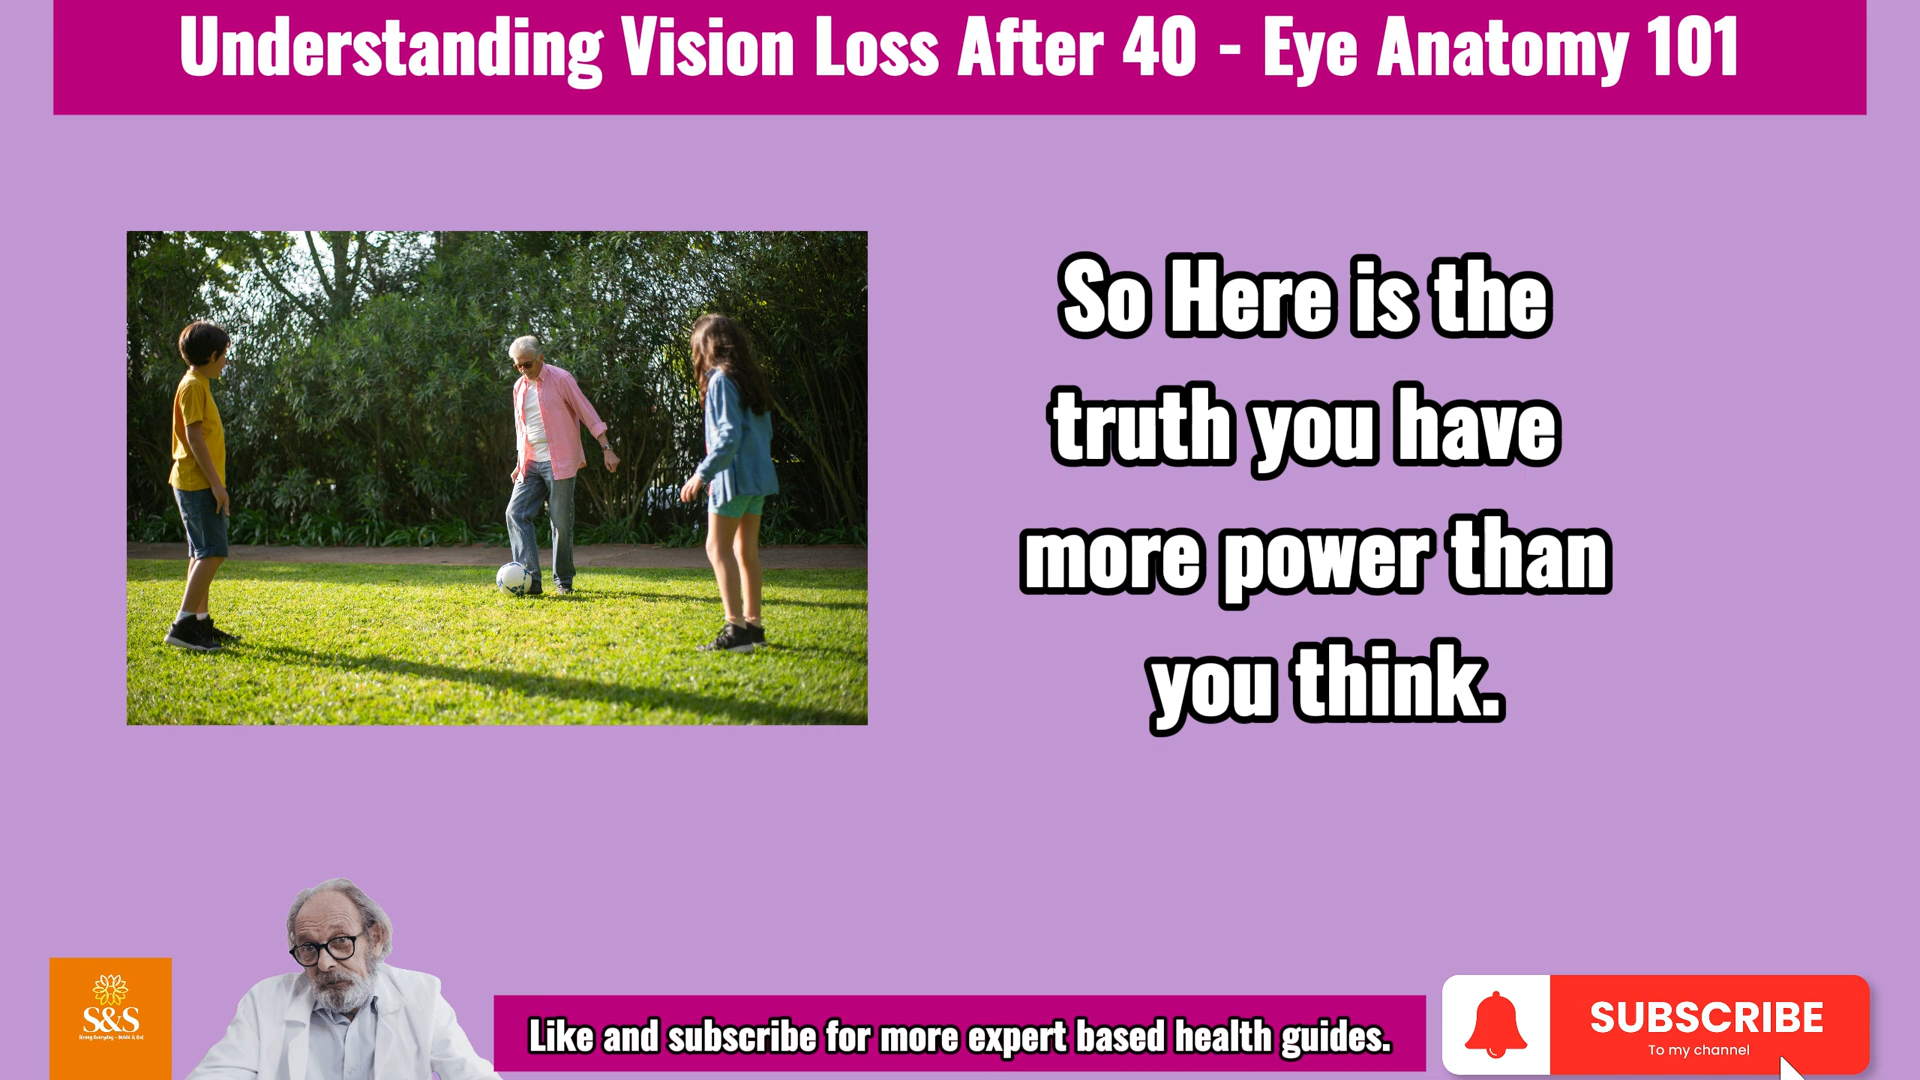 Understanding Vision Loss After 40 - Eye Anatomy 101
So Here is the
truth you have
more power than
you think.
S&S
Like and subscribe for more expert based health guides.
SUBSCRIBE
To my channel